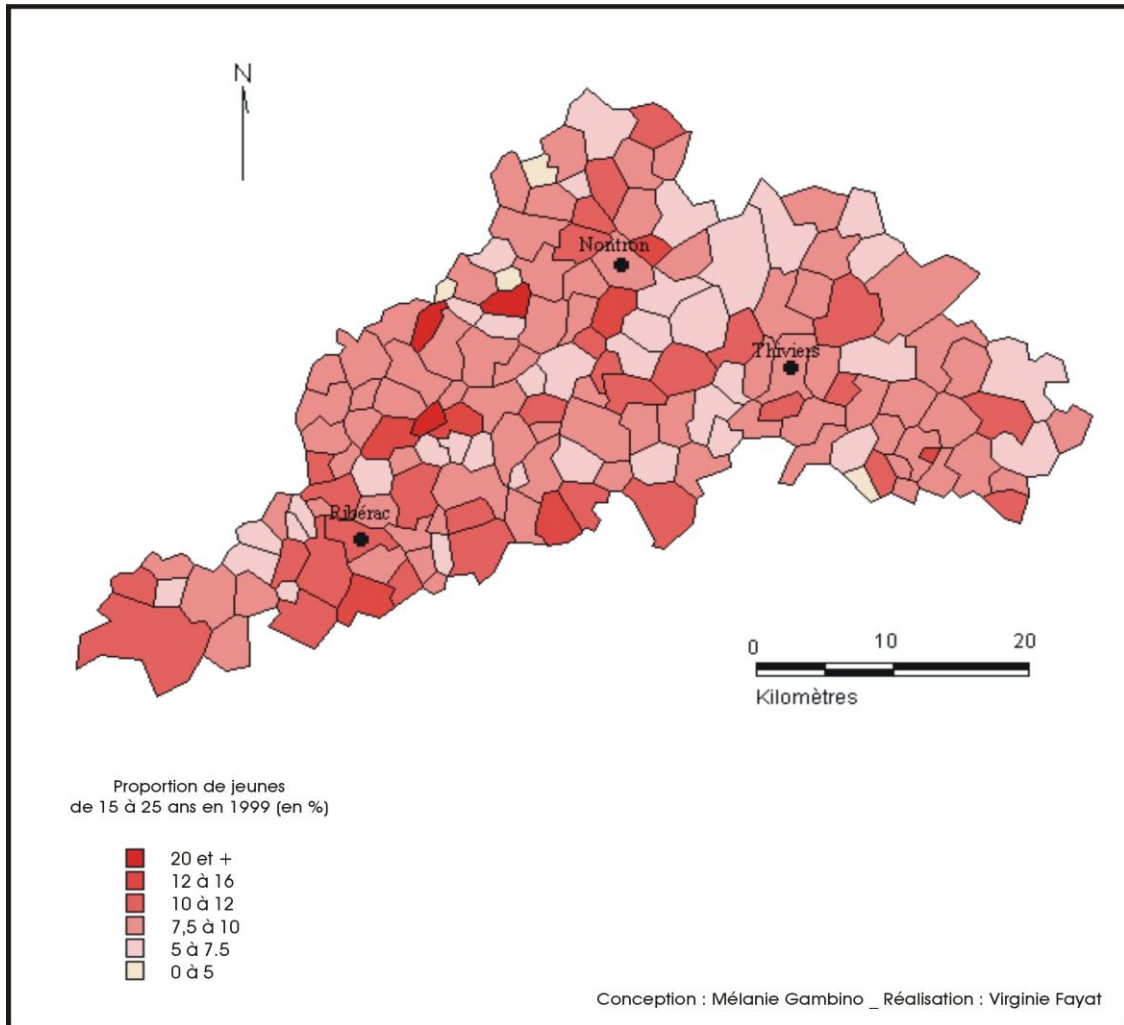 N
Nontron
Thiviers
Ribérac
0 10 20
Kilomètres
Proportion de jeunes
de 15 à 25 ans en 1999 (en %)
20 et +
12 à 16
10 à 12
7,5 à 10
5 à 7.5
0 à 5
Conception : Mélanie Gambino _ Réalisation : Virginie Fayat